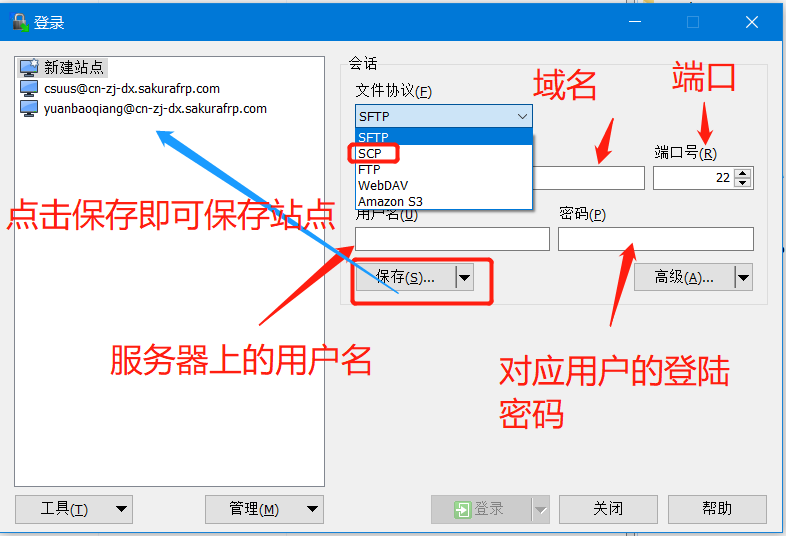 登录
新建站点
csuus@cn-zj-dx.sakurafrp.com
yuanbaoqiang@cn-zj-dx.sakurafrp.com
点击保存即可保存站点
会话
文件协议(F)
SFTP
SFTP
SCP
FTP
WebDAV
Amazon S3
域名
端口
端口号(R)
22
用户名(U)
密码(P)
保存(S)...
高级(A)...
服务器上的用户名
对应用户的登陆
密码
工具(T)
管理(M)
登录
关闭
帮助